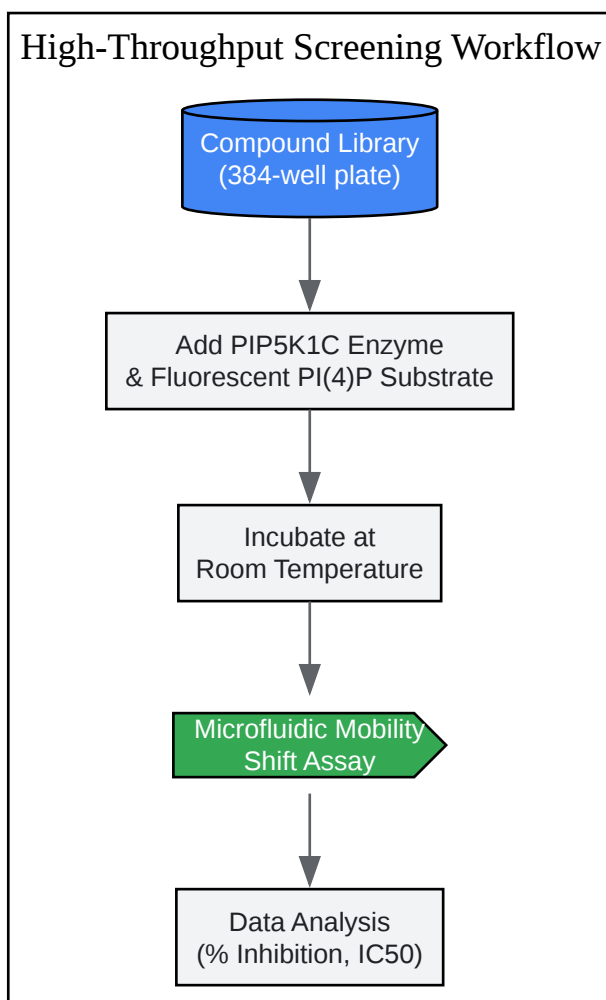 High-Throughput Screening Workflow
Compound Library
(384-well plate)
Add PIP5K1C Enzyme
& Fluorescent PI(4)P Substrate
Incubate at
Room Temperature
Microfluidic Mobility
Shift Assay
Data Analysis
(% Inhibition, IC50)